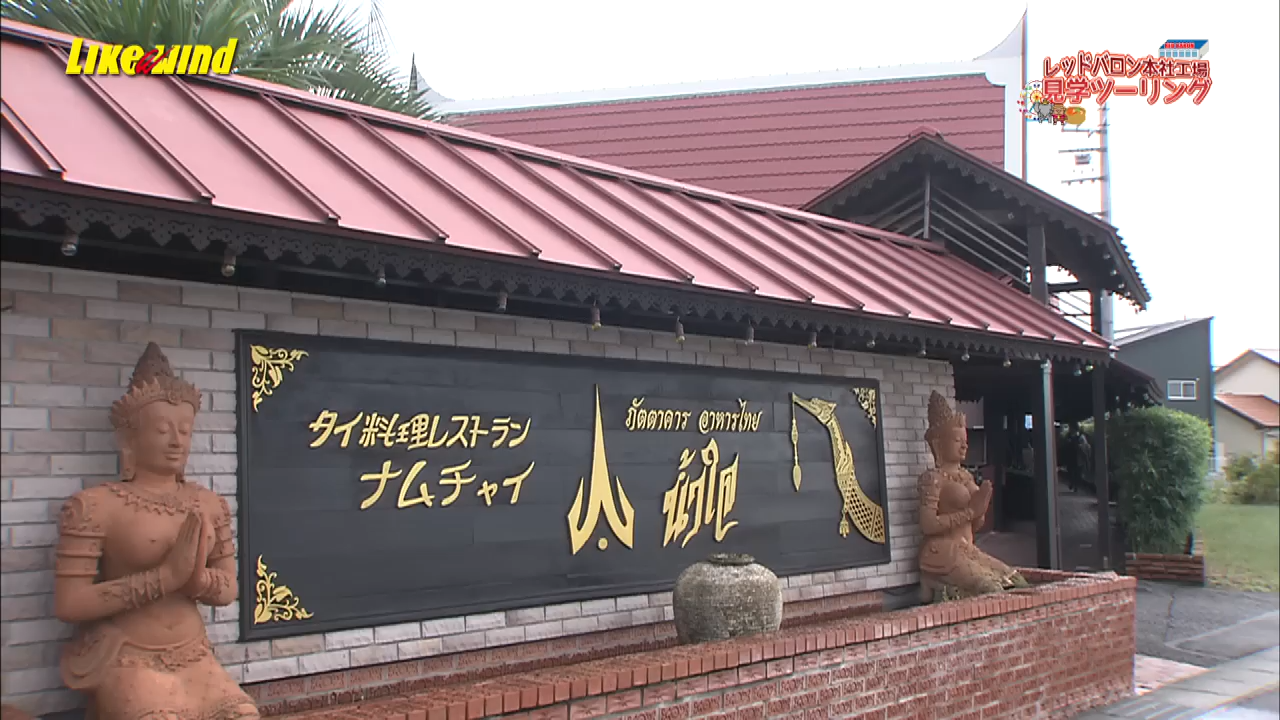 LIKE a WIND
レッドバロン本社工場
見学ツーリング
タイ料理レストラン
ナムチャイ
ภัตตาคาร อาหารไทย
น้ำใจ